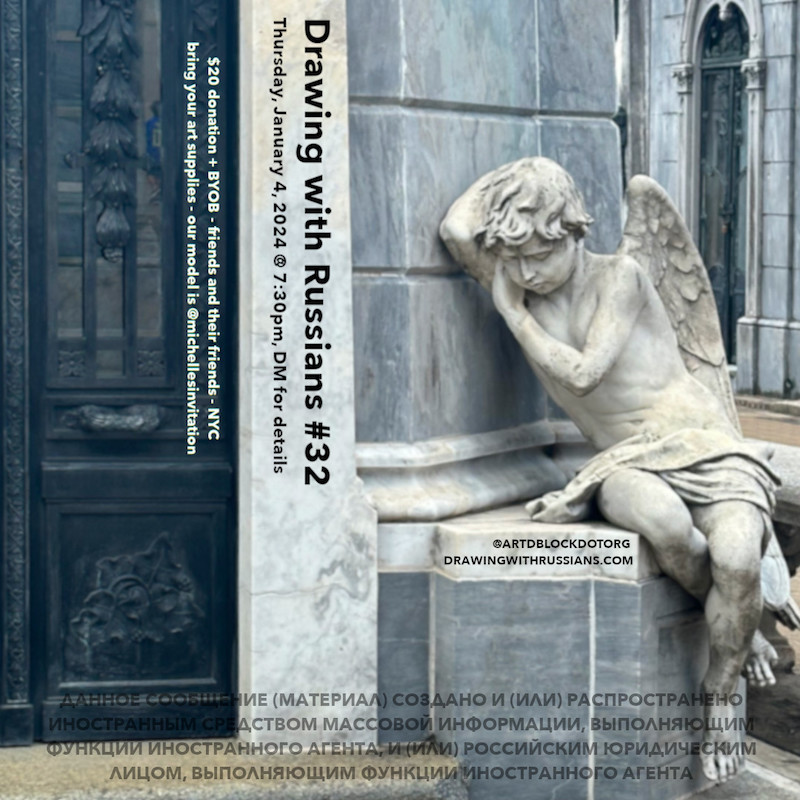 Drawing with Russians #32
Thursday, January 4, 2024 @ 7:30pm, DM for details
$20 donation + BYOB - friends and their friends - NYC
bring your art supplies - our model is @michellesinvitation
@ARTDBLOCKDOTORG
DRAWINGWITHRUSSIANS.COM
ДАННОЕ СООБЩЕНИЕ (МАТЕРИАЛ) СОЗДАНО И (ИЛИ) РАСПРОСТРАНЕНО
ИНОСТРАННЫМ СРЕДСТВОМ МАССОВОЙ ИНФОРМАЦИИ, ВЫПОЛНЯЮЩИМ
ФУНКЦИИ ИНОСТРАННОГО АГЕНТА, И (ИЛИ) РОССИЙСКИМ ЮРИДИЧЕСКИМ
ЛИЦОМ, ВЫПОЛНЯЮЩИМ ФУНКЦИИ ИНОСТРАННОГО АГЕНТА